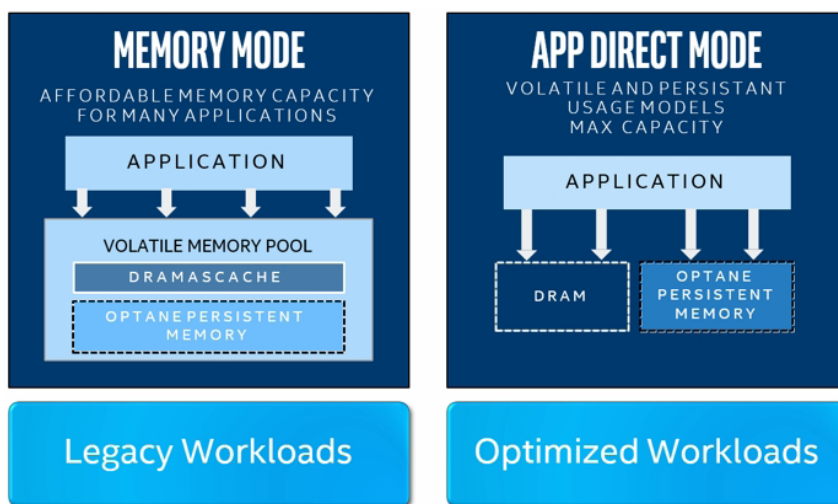 MEMORY MODE
AFFORDABLE MEMORY CAPACITY
FOR MANY APPLICATIONS
APPLICATION
VOLATILE MEMORY POOL
DRAMASCACHE
OPTANE PERSISTENT
MEMORY
Legacy Workloads
APP DIRECT MODE
VOLATILE AND PERSISTANT
USAGE MODELS
MAX CAPACITY
APPLICATION
DRAM
OPTANE
PERSISTENT
MEMORY
Optimized Workloads